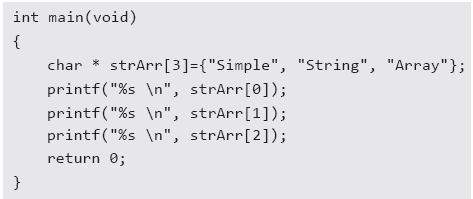 int main(void)
{
    char * strArr[3]={"Simple", "String", "Array"};
    printf("%s \n", strArr[0]);
    printf("%s \n", strArr[1]);
    printf("%s \n", strArr[2]);
    return 0;
}